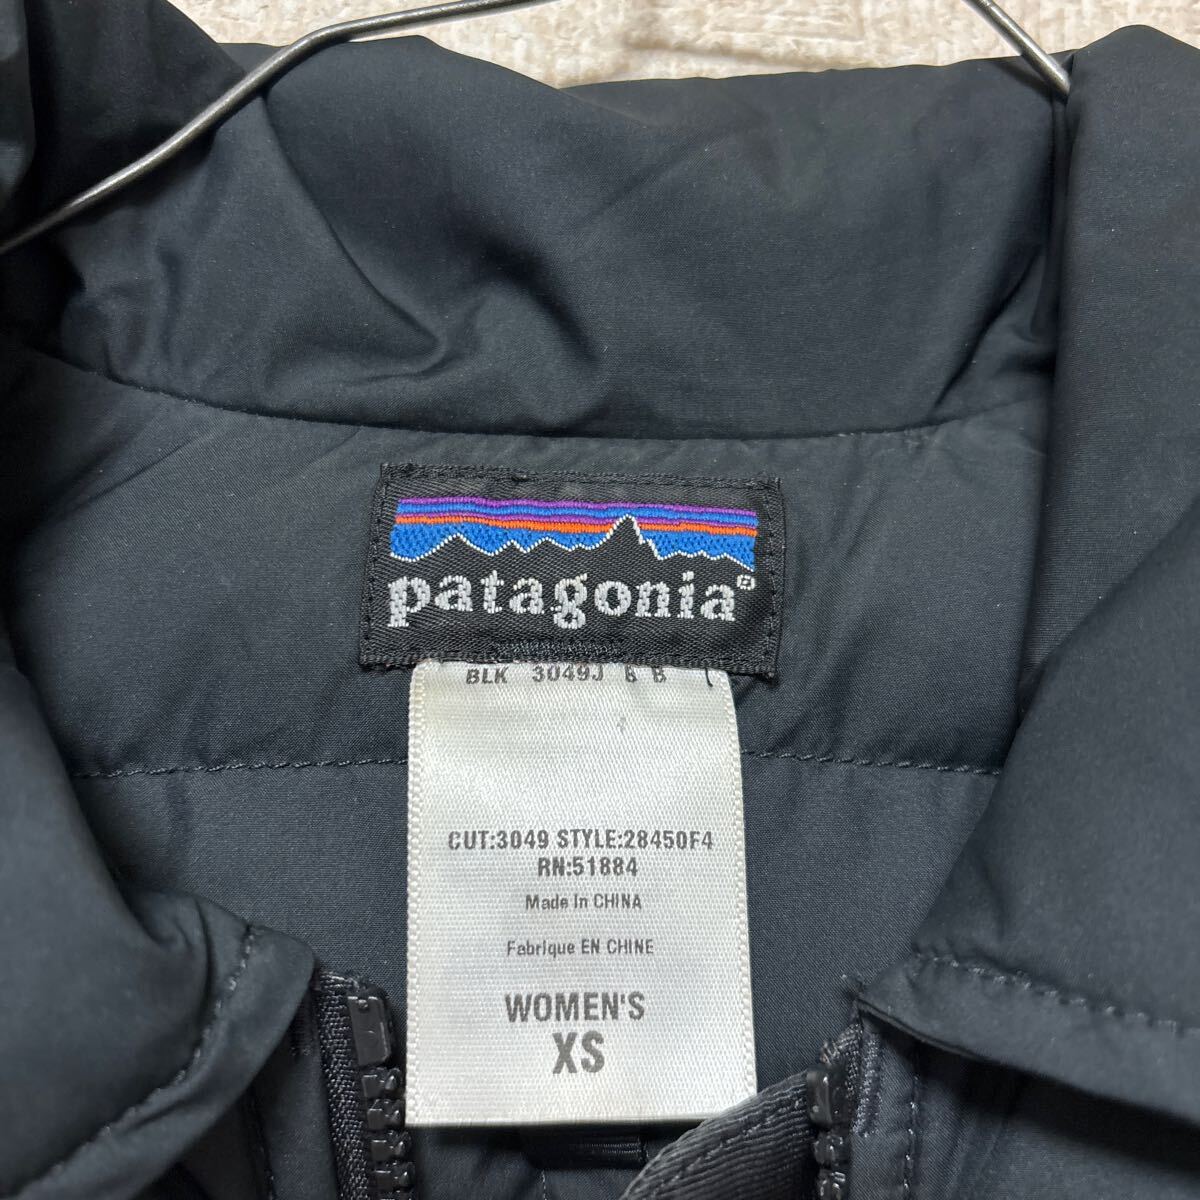 patagonia®
BLK 3049J B B
CUT:3049 STYLE:28450F4
RN:51884
Made In CHINA
Fabrique EN CHINE
WOMEN'S
XS